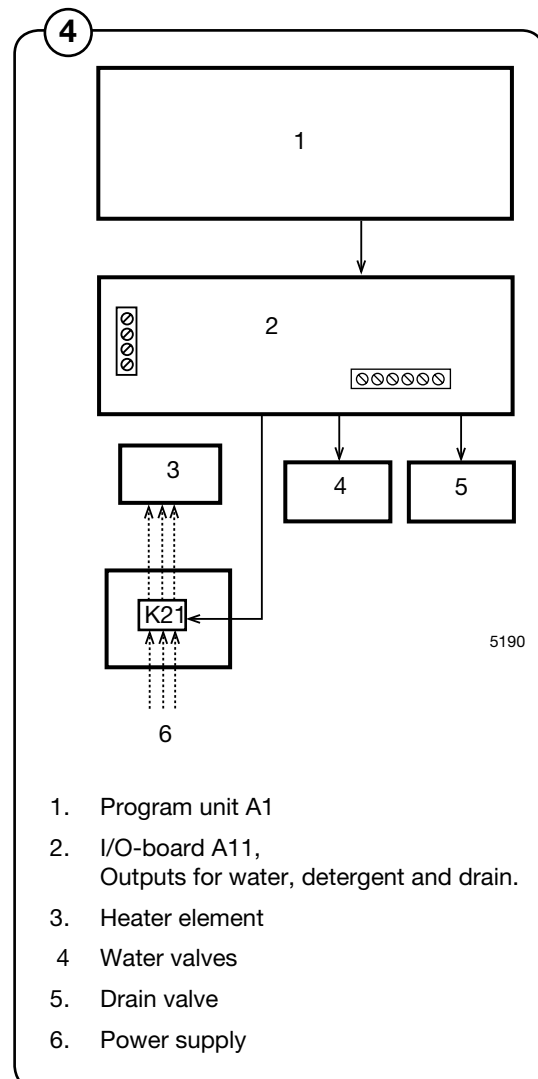 4
1
2
3
4
5
K21
5190
6
1. Program unit A1
2. I/O-board A11,
Outputs for water, detergent and drain.
3. Heater element
4 Water valves
5. Drain valve
6. Power supply